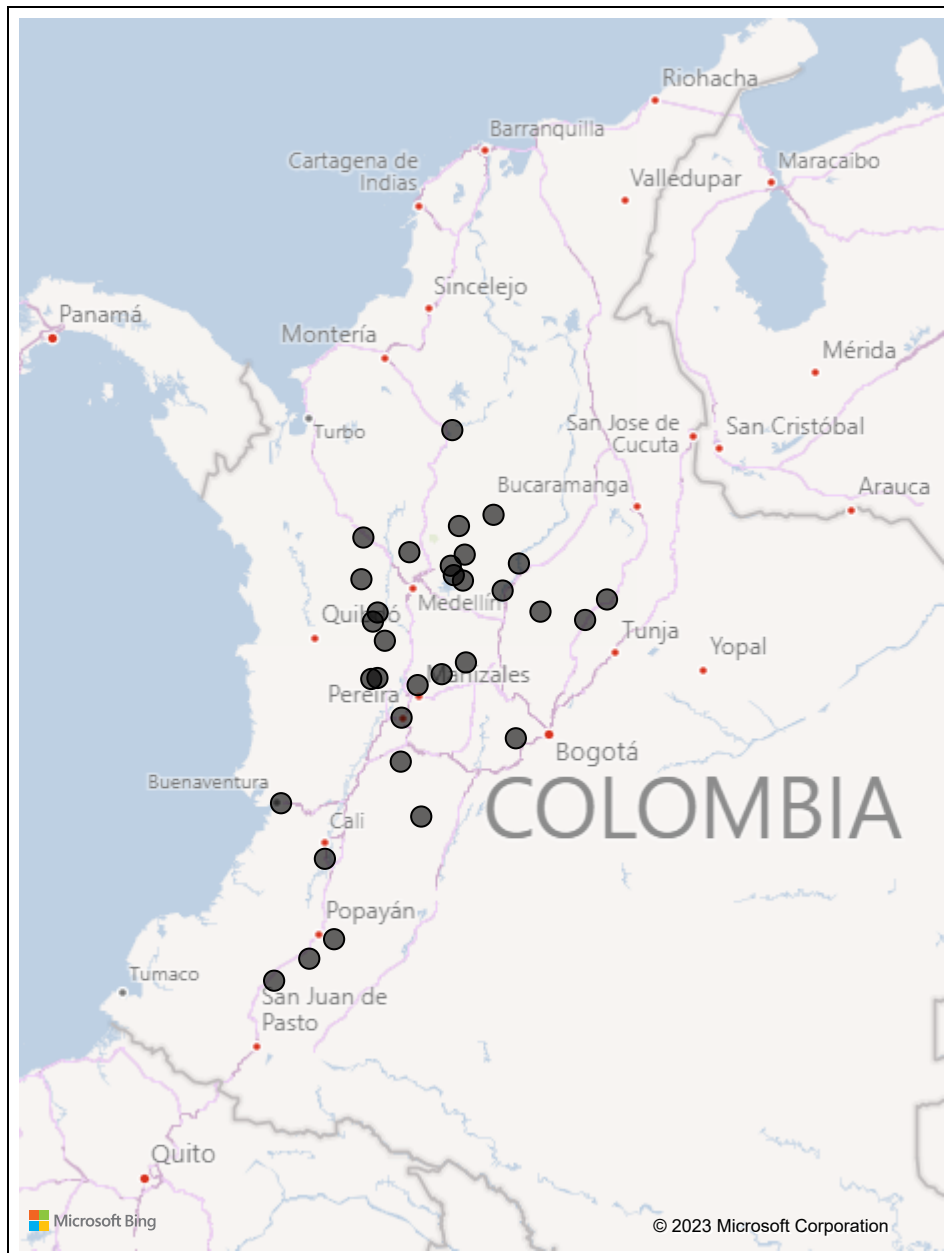 Riohacha
Barranquilla
Cartagena de
Indias
Maracaibo
Valledupar
Sincelejo
Panamá
Montería
Mérida
San Jose de
Cucuta
San Cristóbal
Turbo
Bucaramanga
Arauca
Medellín
Quibdó
Tunja
Yopal
Manizales
Pereira
Bogotá
Buenaventura
COLOMBIA
Cali
Popayán
Tumaco
San Juan de
Pasto
Quito
Microsoft Bing
© 2023 Microsoft Corporation